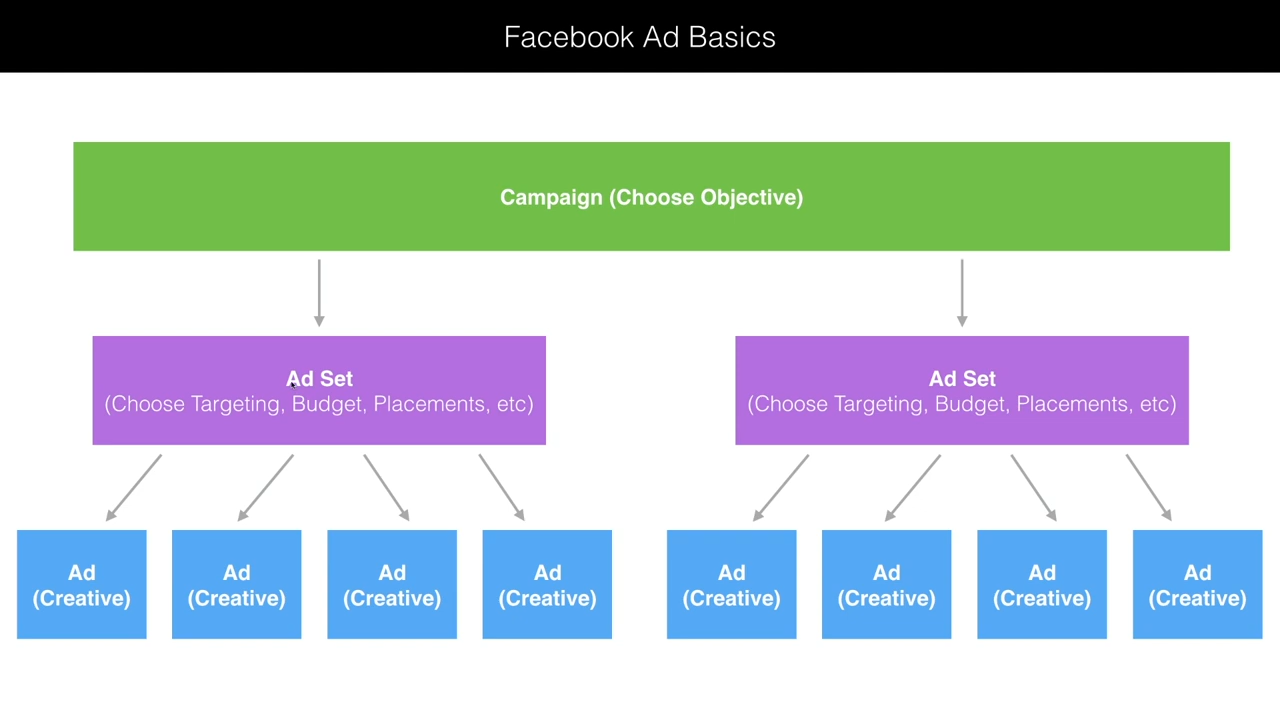 Facebook Ad Basics
Campaign (Choose Objective)
Ad Set
(Choose Targeting, Budget, Placements, etc)
Ad Set
(Choose Targeting, Budget, Placements, etc)
Ad
(Creative)
Ad
(Creative)
Ad
(Creative)
Ad
(Creative)
Ad
(Creative)
Ad
(Creative)
Ad
(Creative)
Ad
(Creative)